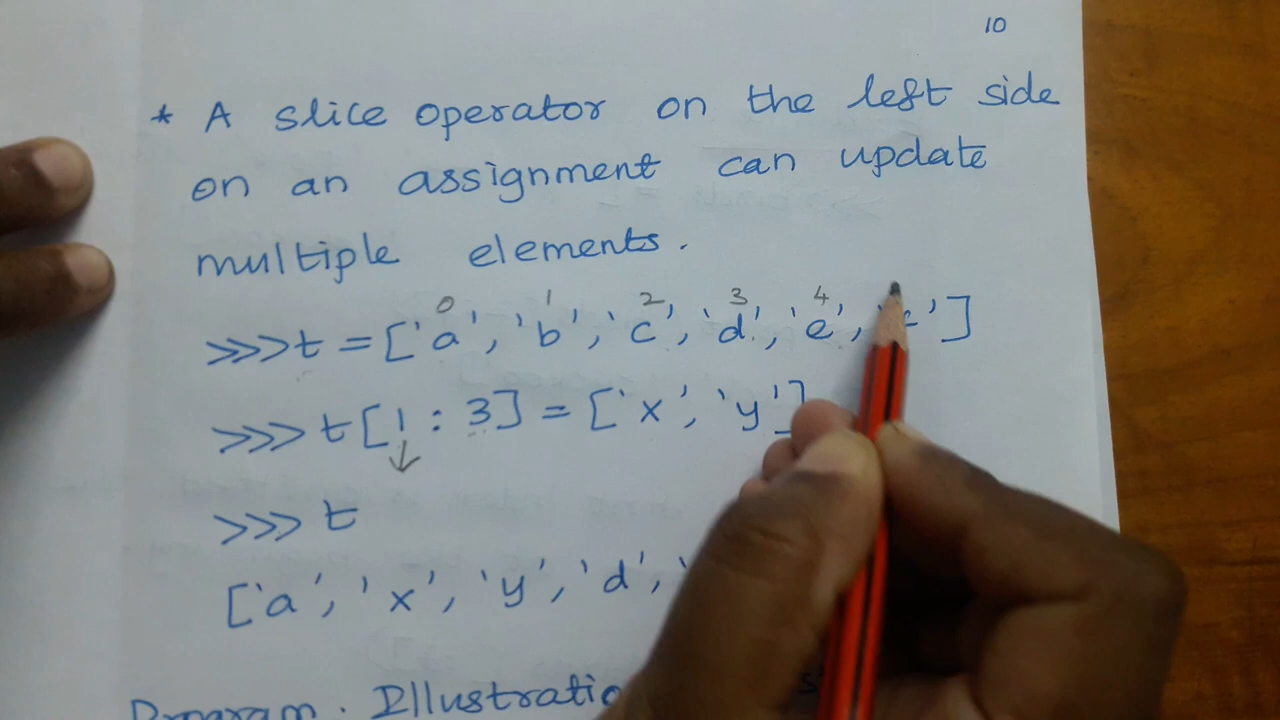 10
* A slice operator on the left side
on an assignment can update
multiple elements.
0 1 2 3 4
>>>t = ['a', 'b', 'c', 'd', 'e', ' ']
>>> t[1 : 3] = ['x', 'y']
>>> t
['a', 'x', 'y', 'd', '
Program. Illustratio